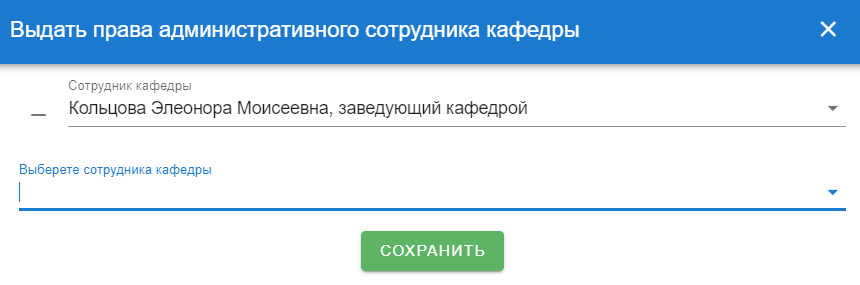 Выдать права административного сотрудника кафедры
Сотрудник кафедры
Кольцова Элеонора Моисеевна, заведующий кафедрой
Выберете сотрудника кафедры
СОХРАНИТЬ